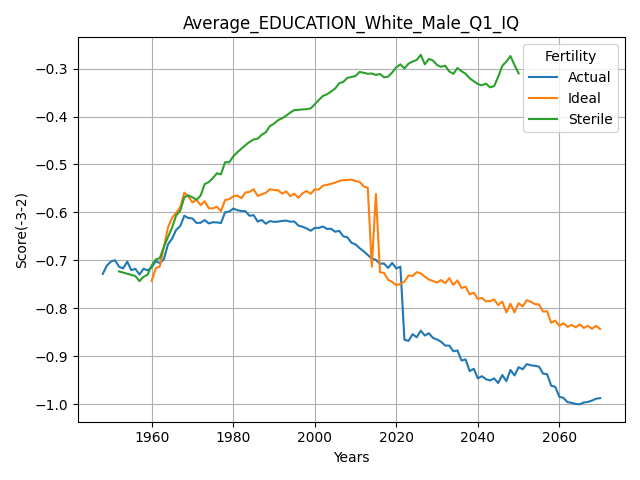 Average_EDUCATION_White_Male_Q1_IQ
Fertility
Actual
Ideal
Sterile
Score(-3-2)
−0.3
−0.4
−0.5
−0.6
−0.7
−0.8
−0.9
−1.0
1960 1980 2000 2020 2040 2060
Years